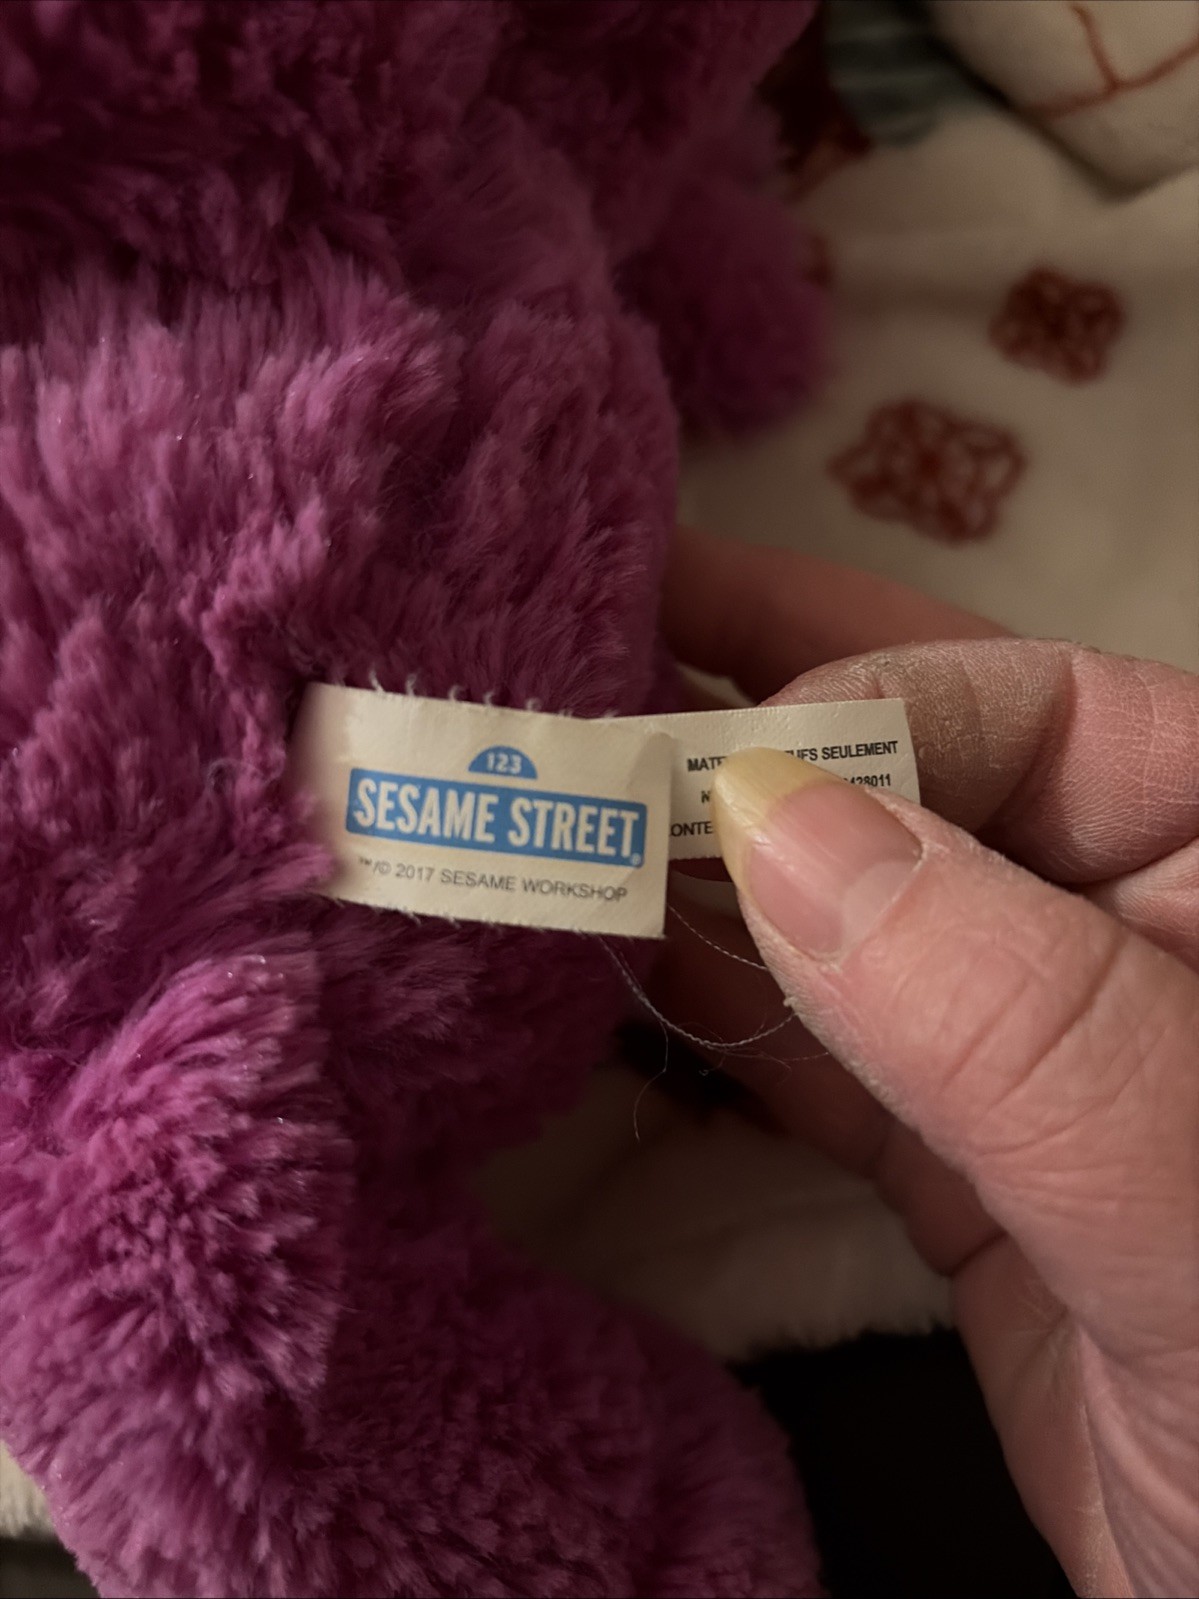 123
SESAME STREET®
™/© 2017 SESAME WORKSHOP
SEULEMENT